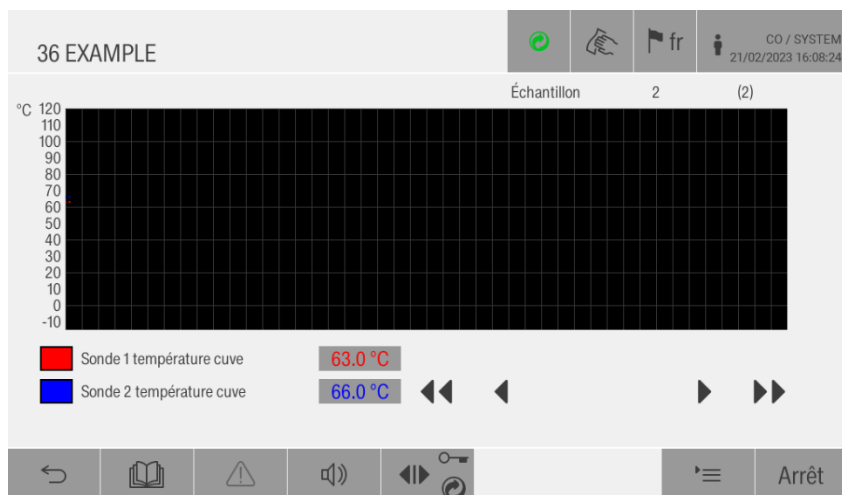 36 EXAMPLE
fr
CO / SYSTEM
21/02/2023 16:08:24
Échantillon 2 (2)
°C 120
110
100
90
80
70
60
50
40
30
20
10
0
-10
Sonde 1 température cuve 63.0 °C
Sonde 2 température cuve 66.0 °C
Arrêt